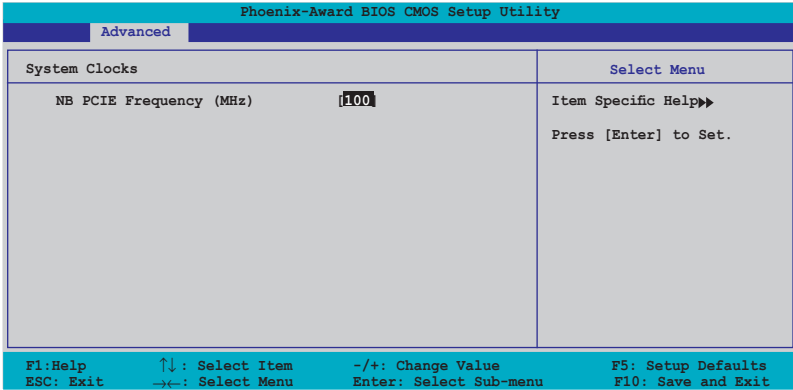 Phoenix-Award BIOS CMOS Setup Utility
Advanced
System Clocks
Select Menu
NB PCIE Frequency (MHz) [100]
Item Specific Help▶▶
Press [Enter] to Set.
F1:Help ↑↓: Select Item -/+: Change Value F5: Setup Defaults
ESC: Exit →←: Select Menu Enter: Select Sub-menu F10: Save and Exit